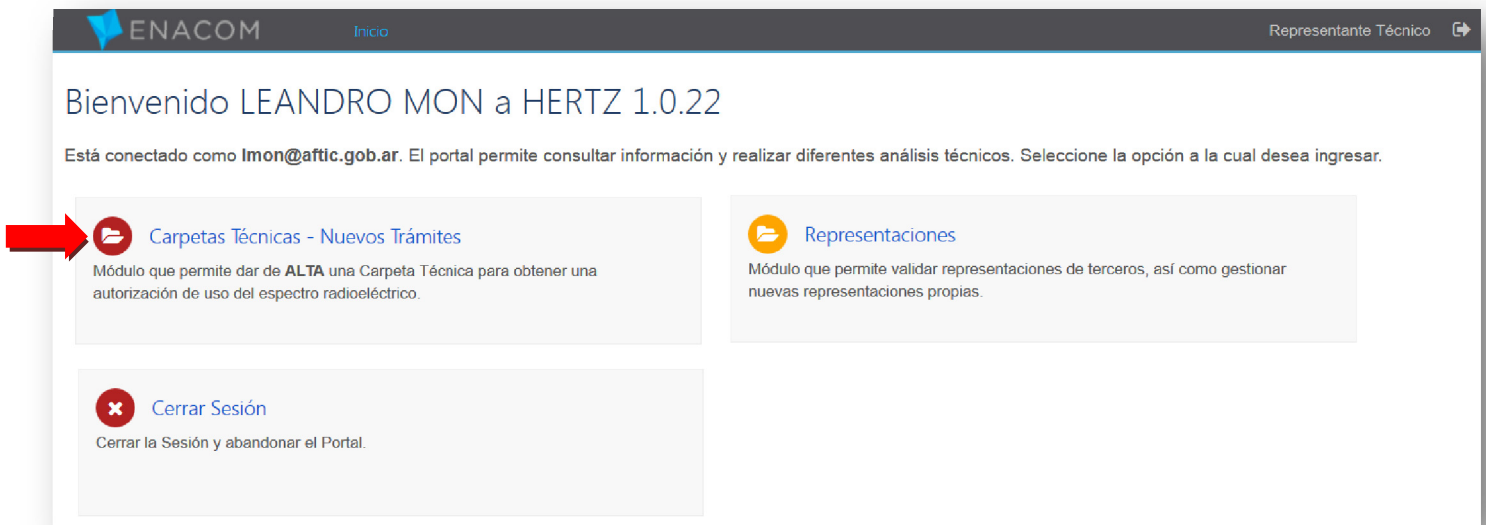 ENACOM Inicio Representante Técnico
Bienvenido LEANDRO MON a HERTZ 1.0.22
Está conectado como lmon@aftic.gob.ar. El portal permite consultar información y realizar diferentes análisis técnicos. Seleccione la opción a la cual desea ingresar.
Carpetas Técnicas - Nuevos Trámites
Módulo que permite dar de ALTA una Carpeta Técnica para obtener una
autorización de uso del espectro radioeléctrico.
Representaciones
Módulo que permite validar representaciones de terceros, así como gestionar
nuevas representaciones propias.
Cerrar Sesión
Cerrar la Sesión y abandonar el Portal.